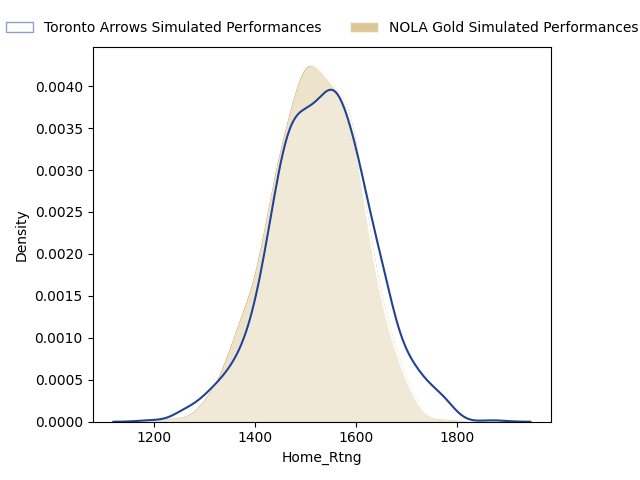 Toronto Arrows Simulated Performances NOLA Gold Simulated Performances
0.0040
0.0035
0.0030
0.0025
0.0020
0.0015
0.0010
0.0005
0.0000
Density
1200 1400 1600 1800
Home_Rtng